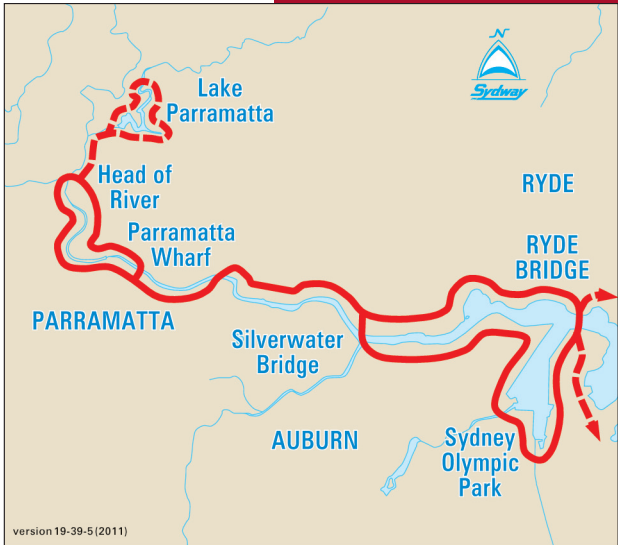 N
Sydway
Lake
Parramatta
Head of
River
RYDE
Parramatta
Wharf
RYDE
BRIDGE
PARRAMATTA
Silverwater
Bridge
AUBURN
Sydney
Olympic
Park
version 19-39-5 (2011)